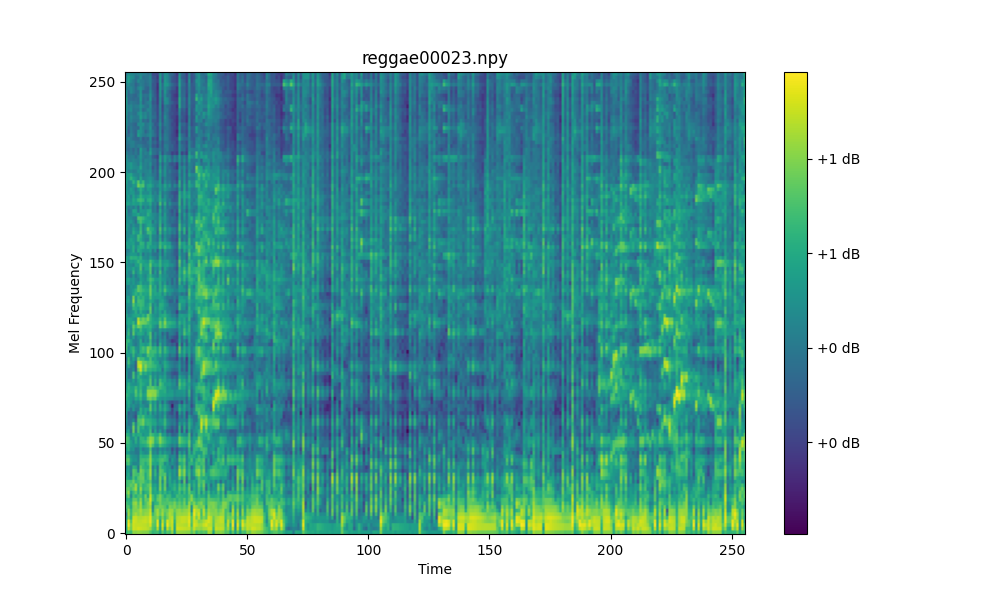 reggae00023.npy
Mel Frequency
250
200
150
100
50
0
0 50 100 150 200 250
Time
+1 dB
+1 dB
+0 dB
+0 dB